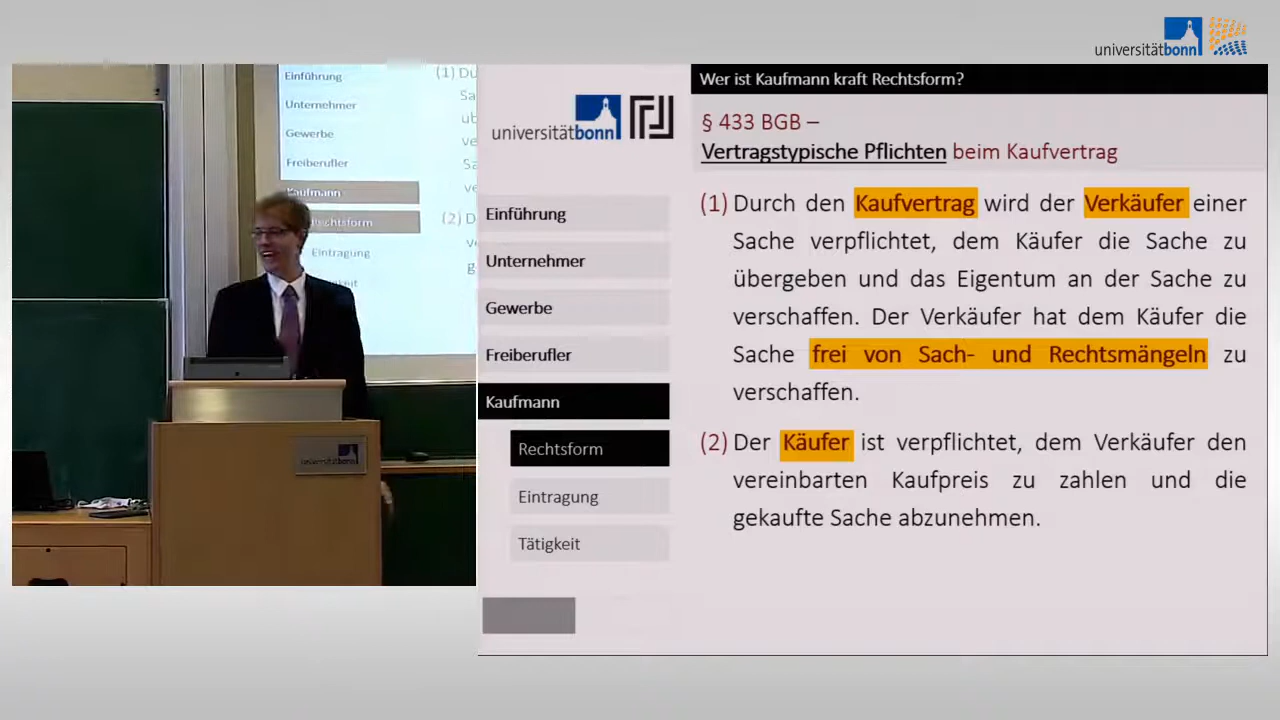 universitätbonn
Einführung
Unternehmer
Gewerbe
Freiberufler
Kaufmann
Eintragung
(1)
(2)
universitätbonn
universitätbonn
Einführung
Unternehmer
Gewerbe
Freiberufler
Kaufmann
Rechtsform
Eintragung
Tätigkeit
Wer ist Kaufmann kraft Rechtsform?
§ 433 BGB –
Vertragstypische Pflichten beim Kaufvertrag
(1) Durch den Kaufvertrag wird der Verkäufer einer
Sache verpflichtet, dem Käufer die Sache zu
übergeben und das Eigentum an der Sache zu
verschaffen. Der Verkäufer hat dem Käufer die
Sache frei von Sach- und Rechtsmängeln zu
verschaffen.
(2) Der Käufer ist verpflichtet, dem Verkäufer den
vereinbarten Kaufpreis zu zahlen und die
gekaufte Sache abzunehmen.